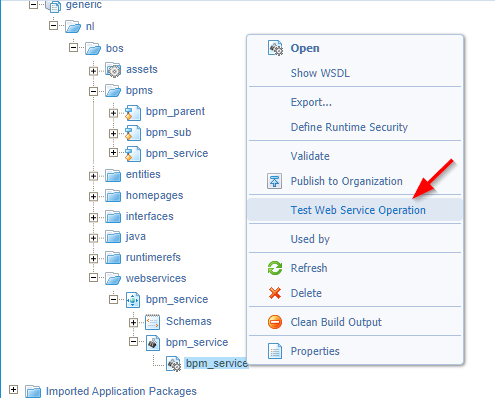 generic
nl
bos
assets
bpms
bpm_parent
bpm_sub
bpm_service
entities
homepages
interfaces
java
runtimerefs
webservices
bpm_service
Schemas
bpm_service
bpm_service
Imported Application Packages
Open
Show WSDL
Export...
Define Runtime Security
Validate
Publish to Organization
Test Web Service Operation
Used by
Refresh
Delete
Clean Build Output
Properties